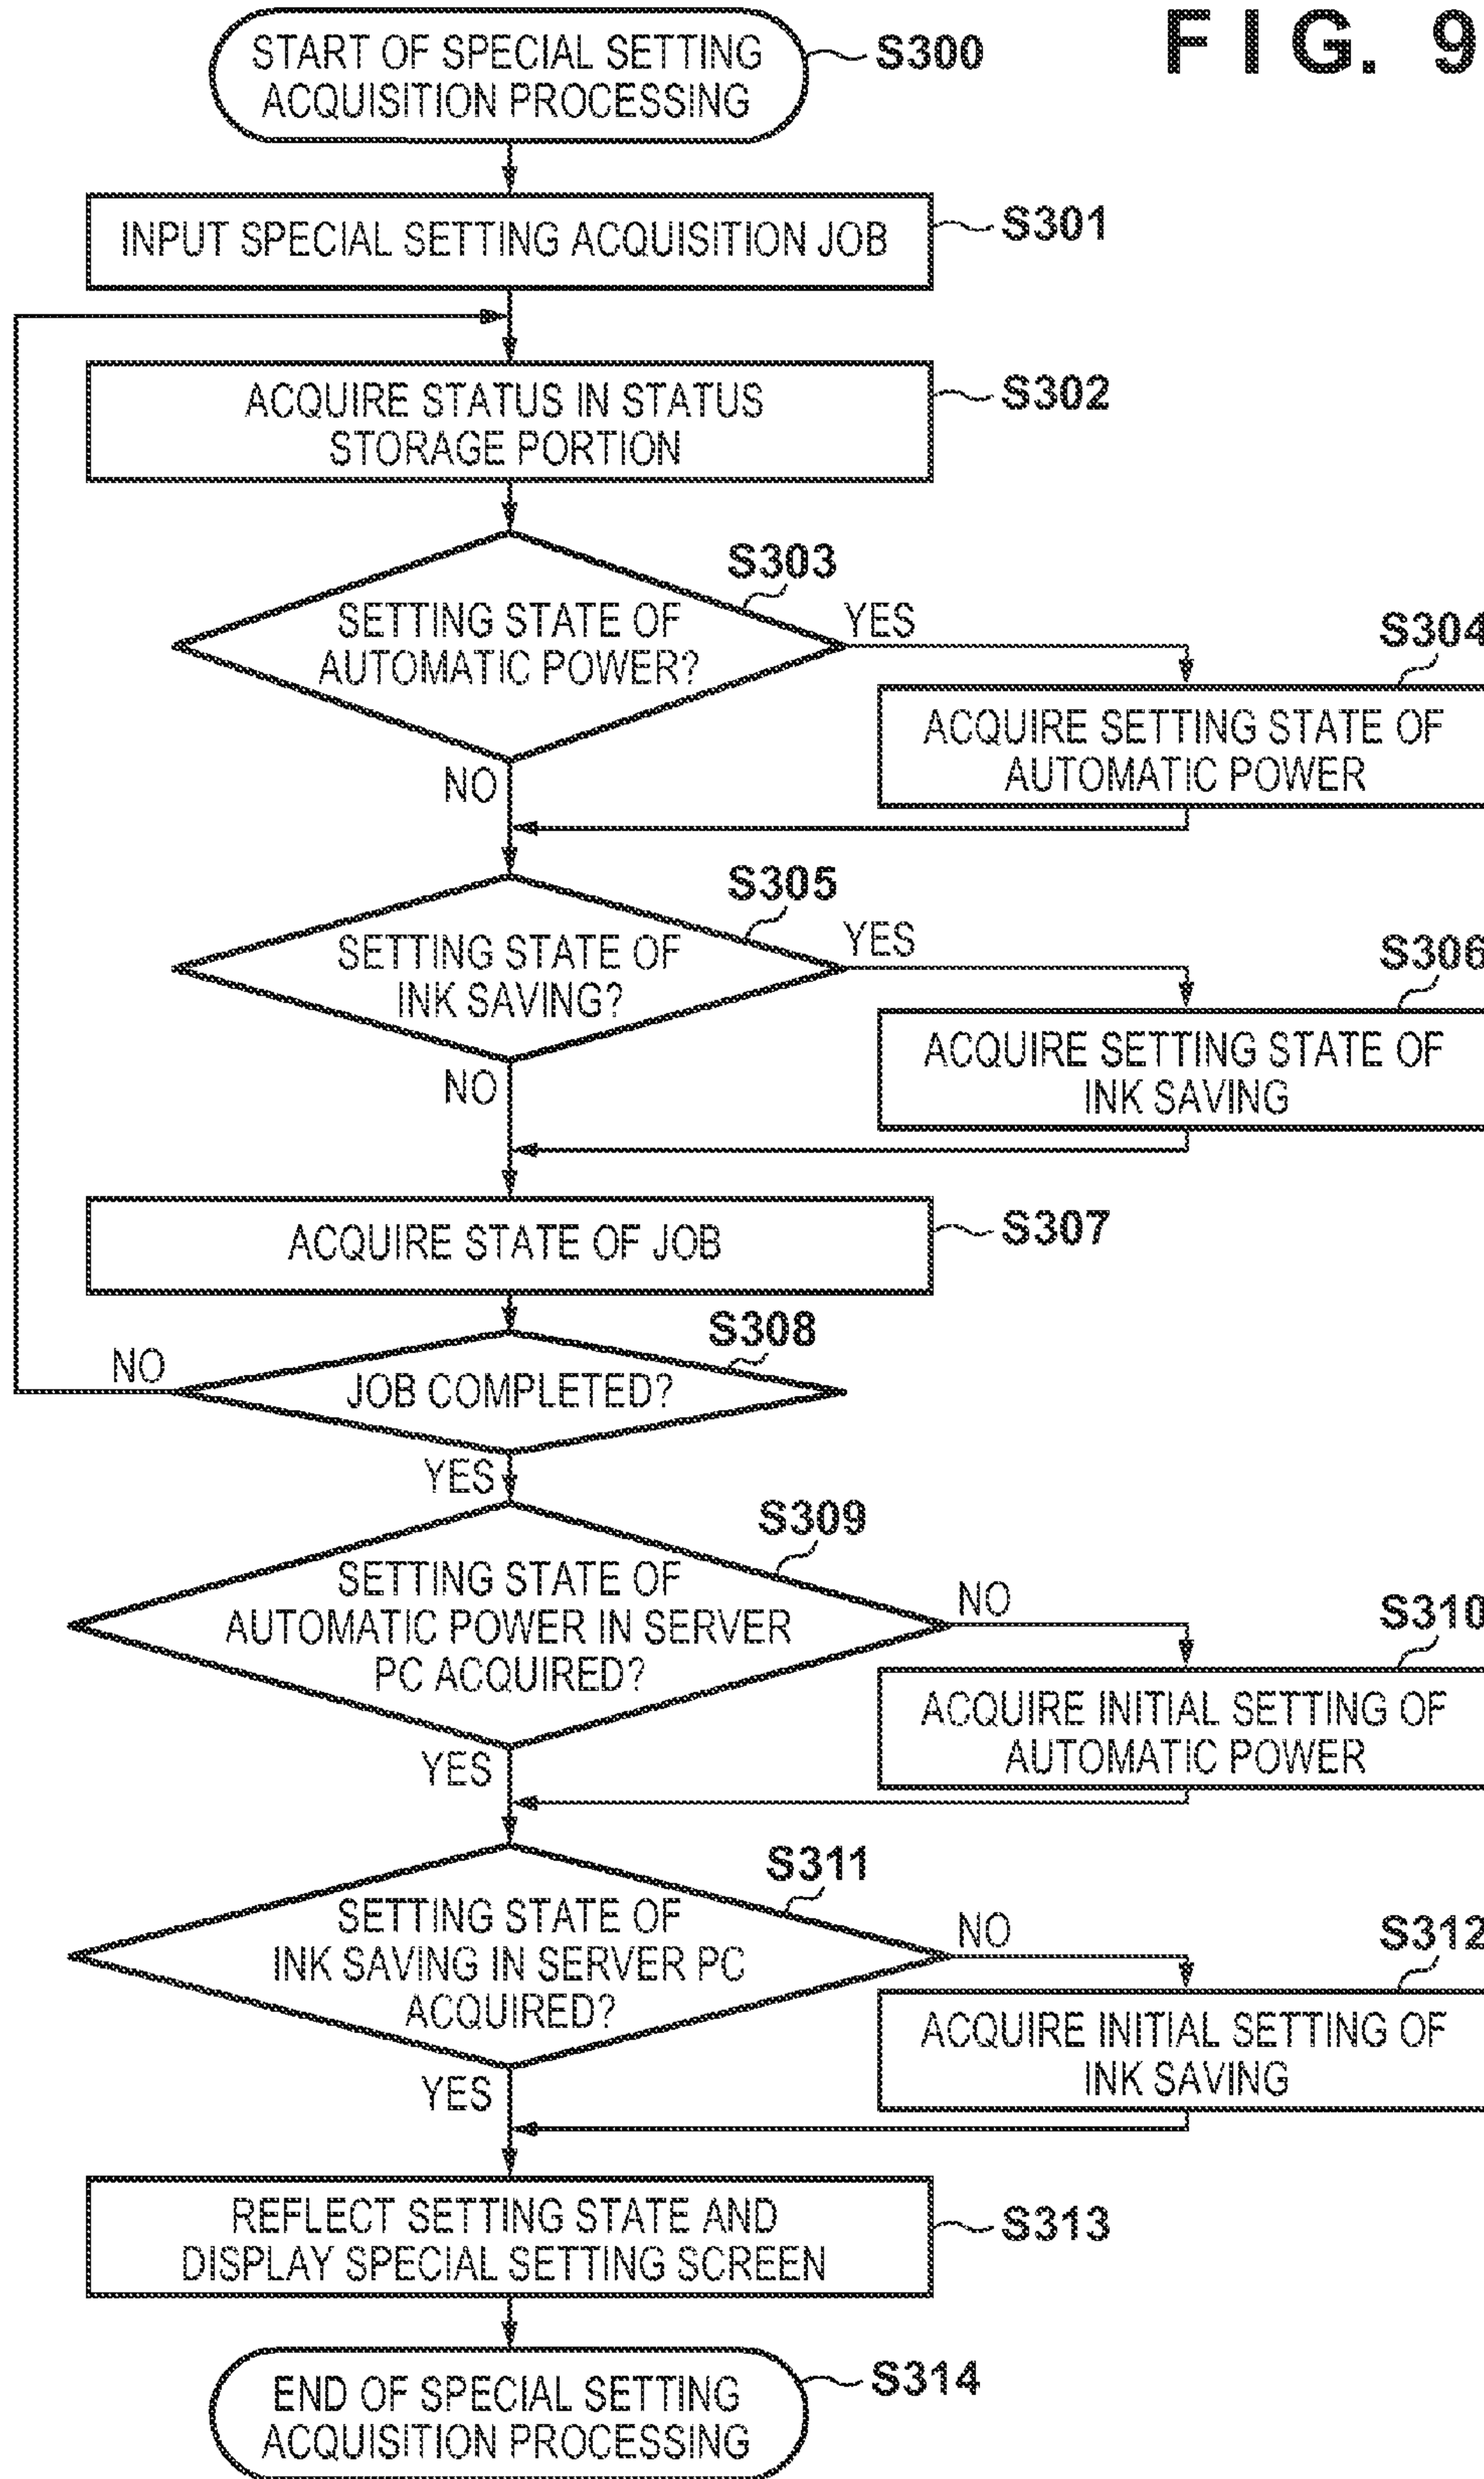 FIG. 9
START OF SPECIAL SETTING
ACQUISITION PROCESSING
S300
INPUT SPECIAL SETTING ACQUISITION JOB
S301
ACQUIRE STATUS IN STATUS
STORAGE PORTION
S302
S303
SETTING STATE OF
AUTOMATIC POWER?
YES
NO
S304
ACQUIRE SETTING STATE OF
AUTOMATIC POWER
S305
SETTING STATE OF
INK SAVING?
YES
NO
S306
ACQUIRE SETTING STATE OF
INK SAVING
ACQUIRE STATE OF JOB
S307
S308
JOB COMPLETED?
NO
YES
S309
SETTING STATE OF
AUTOMATIC POWER IN SERVER
PC ACQUIRED?
NO
YES
S310
ACQUIRE INITIAL SETTING OF
AUTOMATIC POWER
S311
SETTING STATE OF
INK SAVING IN SERVER PC
ACQUIRED?
NO
YES
S312
ACQUIRE INITIAL SETTING OF
INK SAVING
REFLECT SETTING STATE AND
DISPLAY SPECIAL SETTING SCREEN
S313
END OF SPECIAL SETTING
ACQUISITION PROCESSING
S314